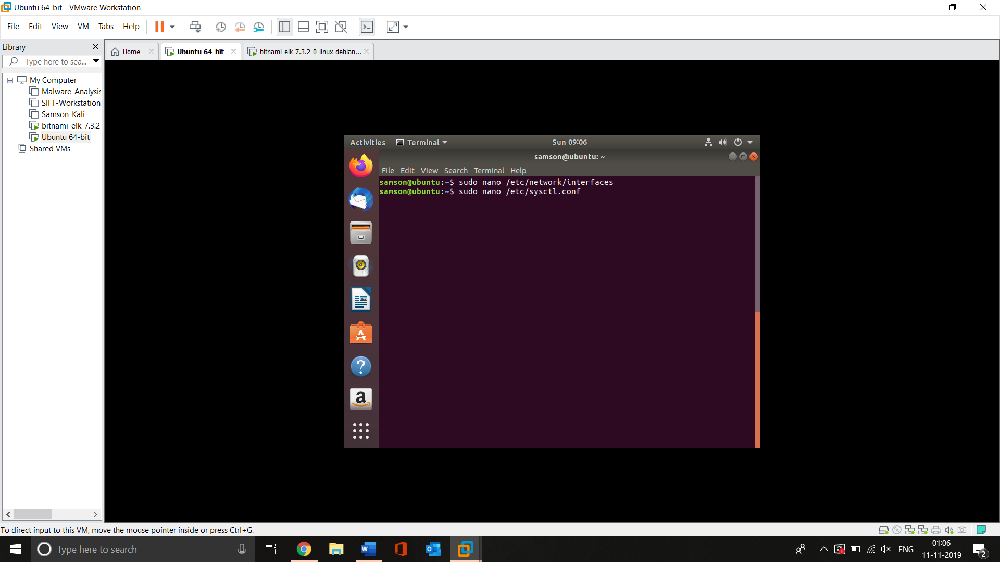 Ubuntu 64-bit - VMware Workstation
File Edit View VM Tabs Help
Library
Type here to sea...
Home
Ubuntu 64-bit
bitnami-elk-7.3.2-0-linux-debian...
My Computer
Malware_Analysis
SIFT-Workstation
Samson_Kali
bitnami-elk-7.3.2-
Ubuntu 64-bit
Shared VMs
Activities Terminal Sun 09:06
samson@ubuntu: ~
File Edit View Search Terminal Help
samson@ubuntu:~$ sudo nano /etc/network/interfaces
samson@ubuntu:~$ sudo nano /etc/sysctl.conf
To direct input to this VM, move the mouse pointer inside or press Ctrl+G.
Type here to search
ENG
01:06
11-11-2019
2